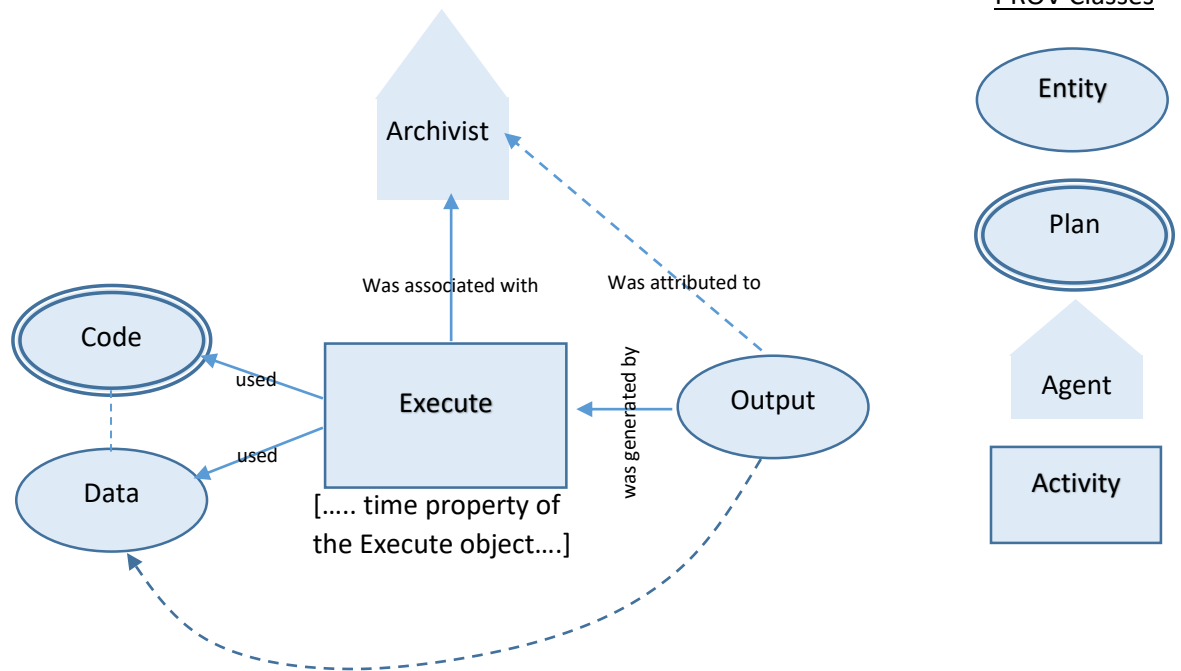 PROV Classes
Entity
Archivist
Plan
Was associated with
Was attributed to
Code
used
Execute
was generated by
Output
Agent
used
Data
Activity
[….. time property of
the Execute object….]